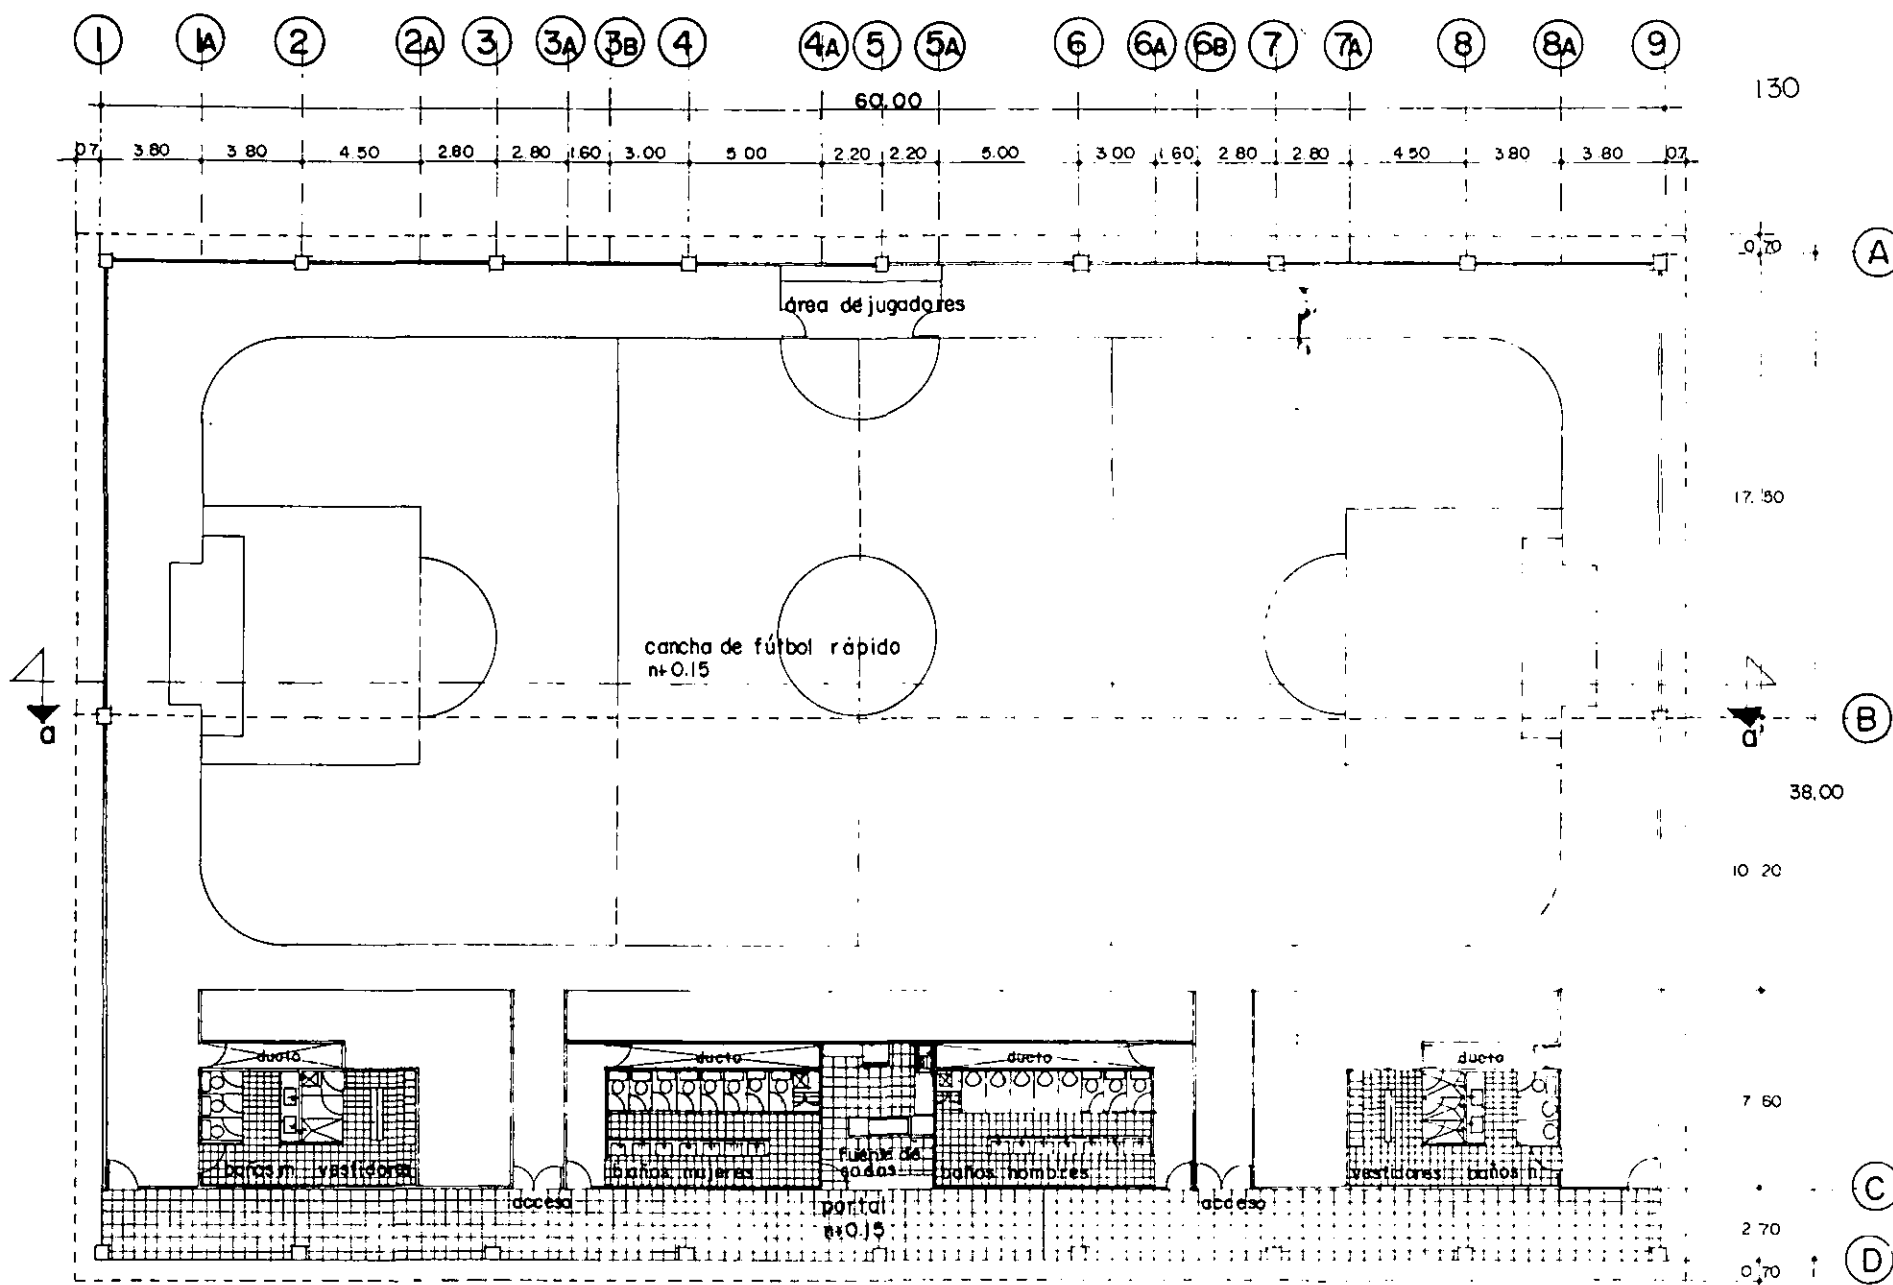 1 1A 2 2A 3 3A 3B 4 4A 5 5A 6 6A 6B 7 7A 8 8A 9
130
60.00
07 3.80 3.80 4.50 2.80 2.80 1.60 3.00 5.00 2.20 2.20 5.00 3.00 1.60 2.80 2.80 4.50 3.80 3.80 0.7
0.70
A
área de jugadores
17.50
cancha de fútbol rápido
n+0.15
a
a'
B
38.00
10.20
ducto
ducto
ducto
ducto
7.60
fuente de
sodas
baños m. vestidores
baños mujeres
baños hombres
vestidores baños h.
C
acceso
portal
acceso
n+0.15
2.70
D
0.70